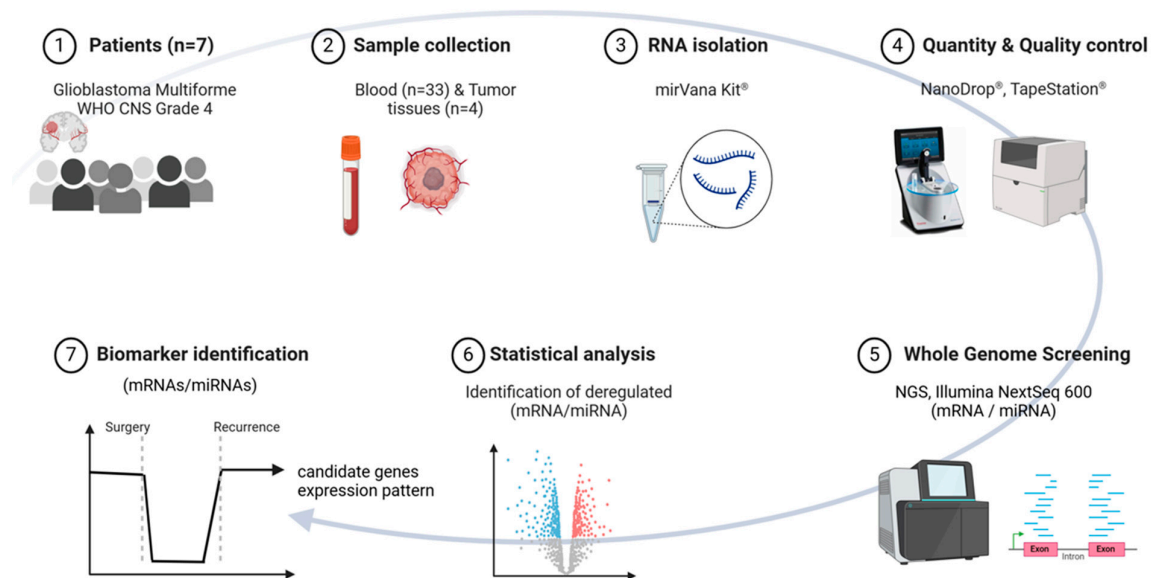 1 Patients (n=7)
Glioblastoma Multiforme
WHO CNS Grade 4
2 Sample collection
Blood (n=33) & Tumor
tissues (n=4)
3 RNA isolation
mirVana Kit®
4 Quantity & Quality control
NanoDrop®, TapeStation®
7 Biomarker identification
(mRNAs/miRNAs)
Surgery
Recurrence
candidate genes
expression pattern
6 Statistical analysis
Identification of deregulated
(mRNA/miRNA)
5 Whole Genome Screening
NGS, Illumina NextSeq 600
(mRNA / miRNA)
Exon
Intron
Exon